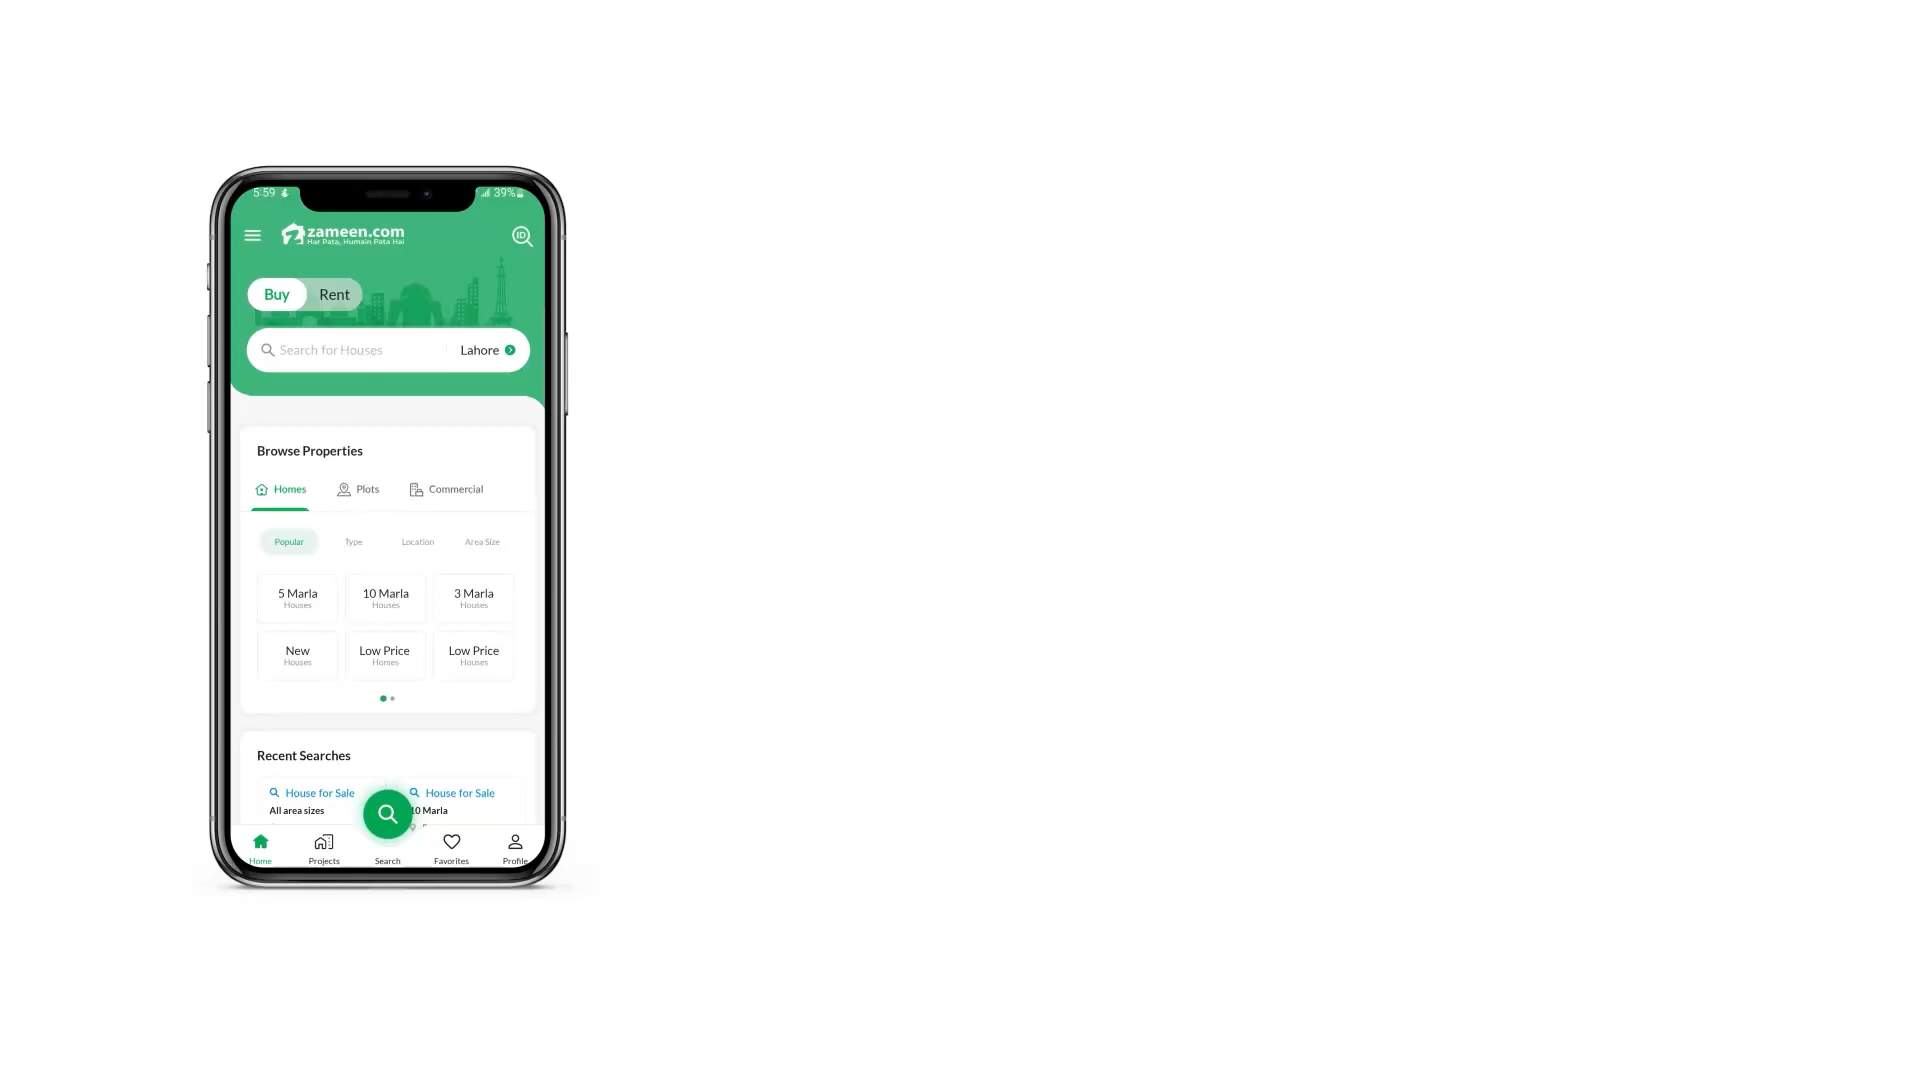 5:59
39%
zameen.com
Har Pata, Humain Pata Hai
ID
Buy Rent
Search for Houses Lahore
Browse Properties
Homes Plots Commercial
Popular Type Location Area Size
5 Marla 10 Marla 3 Marla
Houses Houses Houses
New Low Price Low Price
Houses Homes Houses
Recent Searches
House for Sale House for Sale
All area sizes 10 Marla
Home Projects Search Favorites Profile